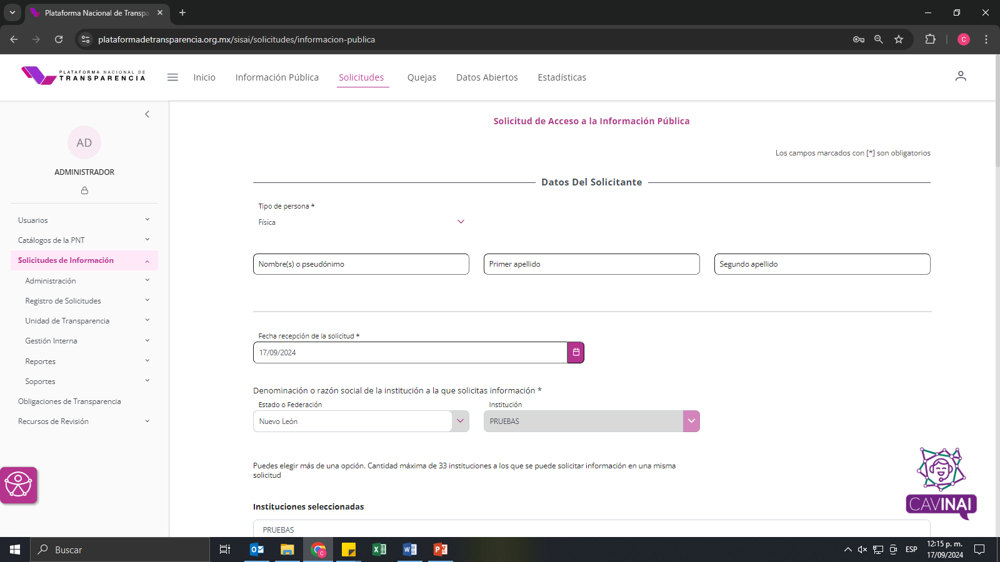 Plataforma Nacional de Transpa
plataformadetransparencia.org.mx/sisai/solicitudes/informacion-publica
C
PLATAFORMA NACIONAL DE
TRANSPARENCIA
Inicio
Información Pública
Solicitudes
Quejas
Datos Abiertos
Estadísticas
AD
ADMINISTRADOR
Usuarios
Catálogos de la PNT
Solicitudes de Información
Administración
Registro de Solicitudes
Unidad de Transparencia
Gestión Interna
Reportes
Soportes
Obligaciones de Transparencia
Recursos de Revisión
Solicitud de Acceso a la Información Pública
Los campos marcados con [*] son obligatorios
Datos Del Solicitante
Tipo de persona *
Física
Nombre(s) o pseudónimo
Primer apellido
Segundo apellido
Fecha recepción de la solicitud *
17/09/2024
Denominación o razón social de la institución a la que solicitas información *
Estado o Federación
Institución
Nuevo León
PRUEBAS
Puedes elegir más de una opción. Cantidad máxima de 33 instituciones a los que se puede solicitar información en una misma
solicitud
Instituciones seleccionadas
PRUEBAS
CAVINAI
Buscar
ESP
12:15 p. m.
17/09/2024